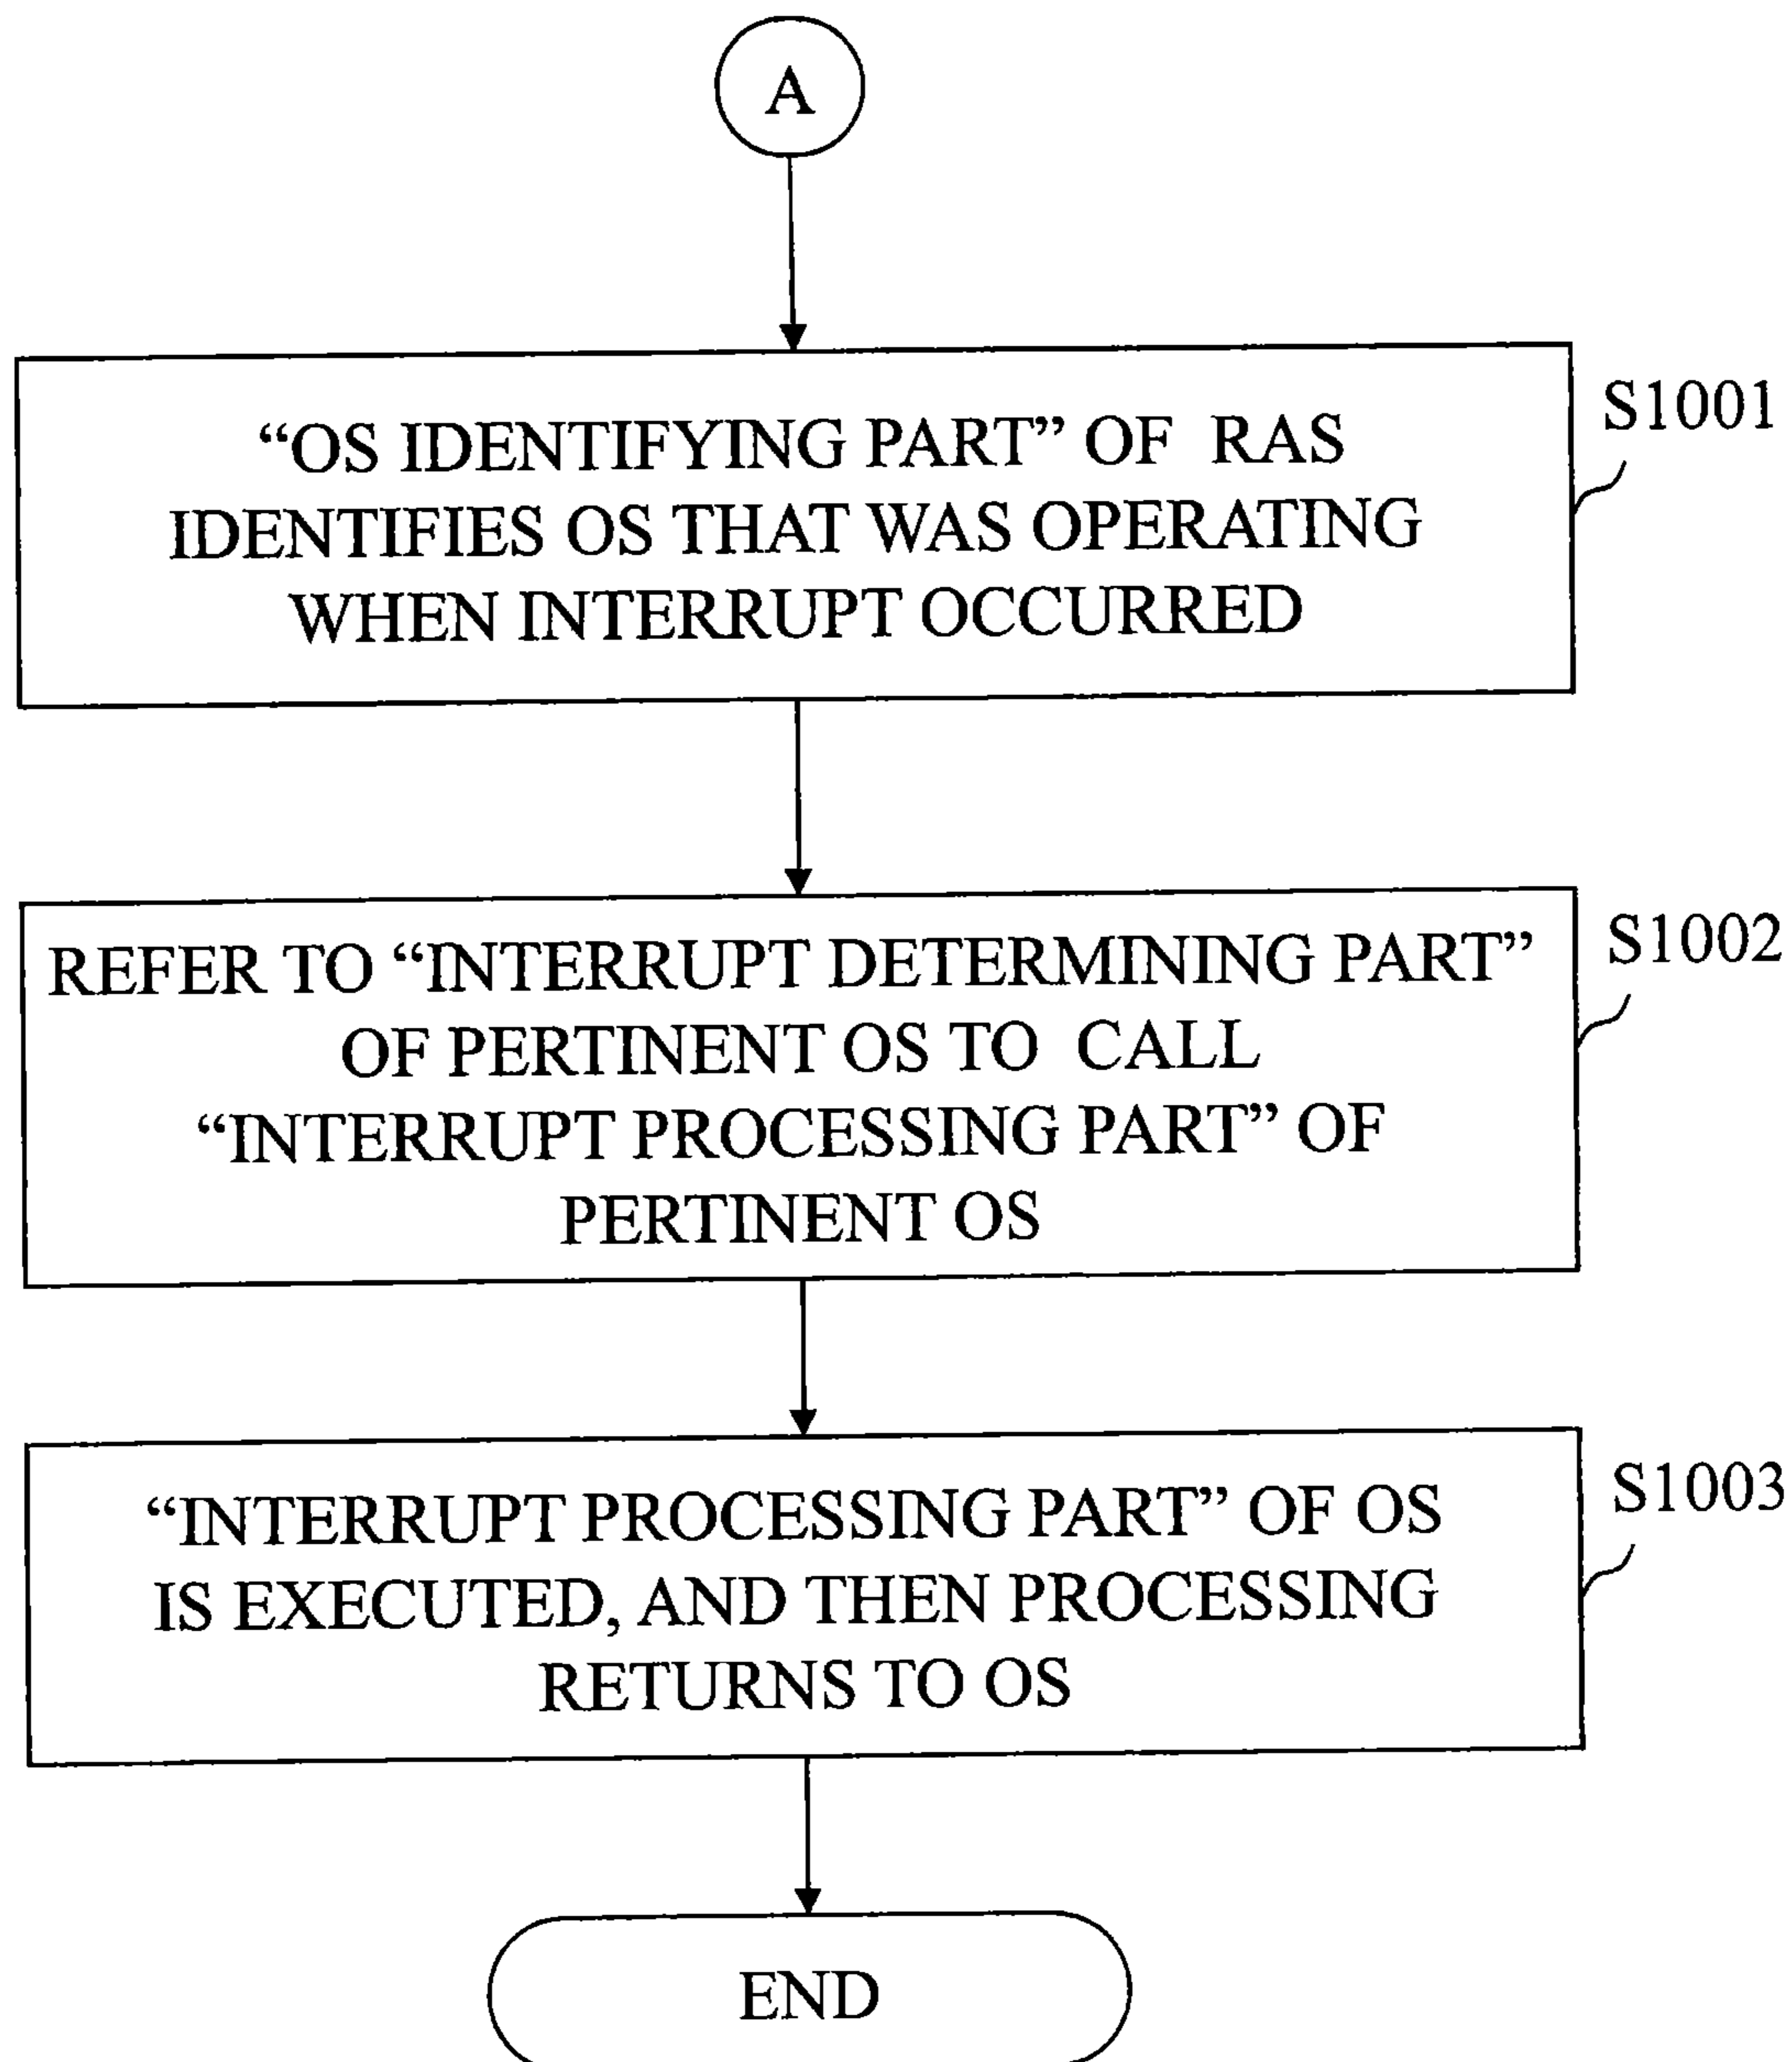 A
“OS IDENTIFYING PART” OF RAS
IDENTIFIES OS THAT WAS OPERATING
WHEN INTERRUPT OCCURRED
S1001
REFER TO “INTERRUPT DETERMINING PART”
OF PERTINENT OS TO CALL
“INTERRUPT PROCESSING PART” OF
PERTINENT OS
S1002
“INTERRUPT PROCESSING PART” OF OS
IS EXECUTED, AND THEN PROCESSING
RETURNS TO OS
S1003
END